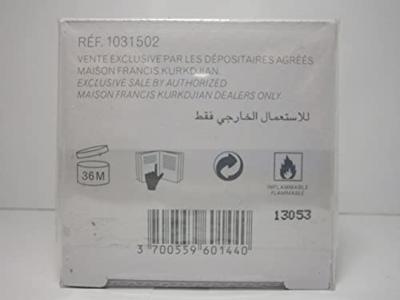 RÉF. 1031502
VENTE EXCLUSIVE PAR LES DÉPOSITAIRES AGRÉÉS
MAISON FRANCIS KURKDJIAN.
EXCLUSIVE SALE BY AUTHORIZED
MAISON FRANCIS KURKDJIAN DEALERS ONLY.
للاستعمال الخارجي فقط
36 M
INFLAMMABLE
FLAMMABLE
13053
3 700559 601440